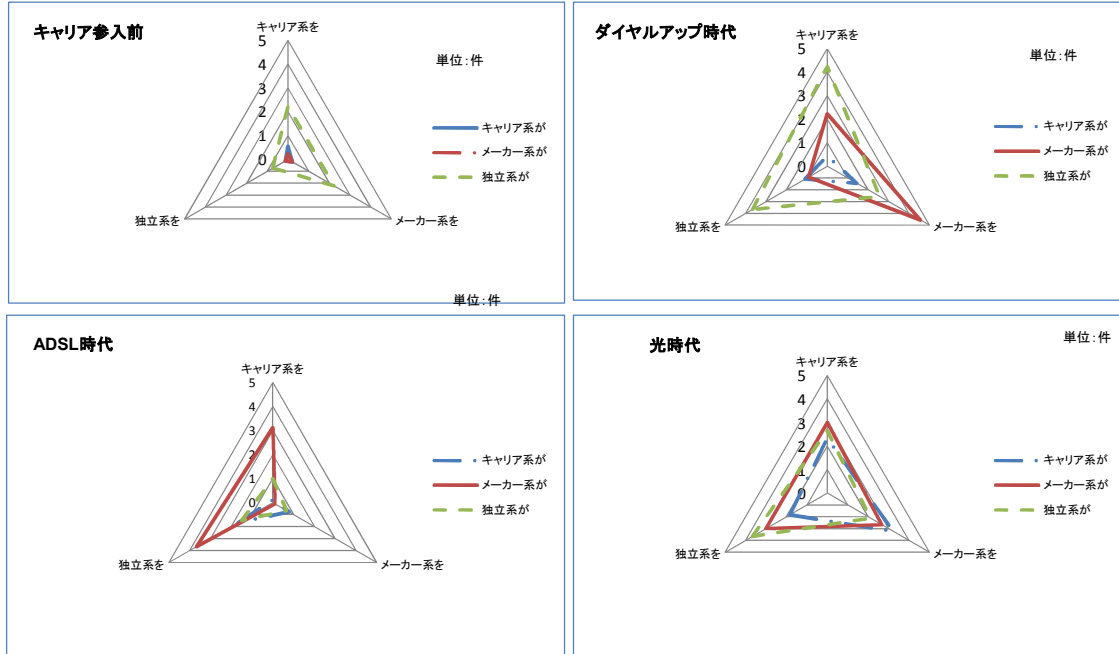 キャリア参入前
単位：件
キャリア系を
5
4
3
2
1
0
独立系を
メーカー系を
キャリア系が
メーカー系が
独立系が
ダイヤルアップ時代
単位：件
キャリア系を
5
4
3
2
1
0
独立系を
メーカー系を
キャリア系が
メーカー系が
独立系が
単位：件
ADSL時代
キャリア系を
5
4
3
2
1
0
独立系を
メーカー系を
キャリア系が
メーカー系が
独立系が
光時代
単位：件
キャリア系を
5
4
3
2
1
0
独立系を
メーカー系を
キャリア系が
メーカー系が
独立系が